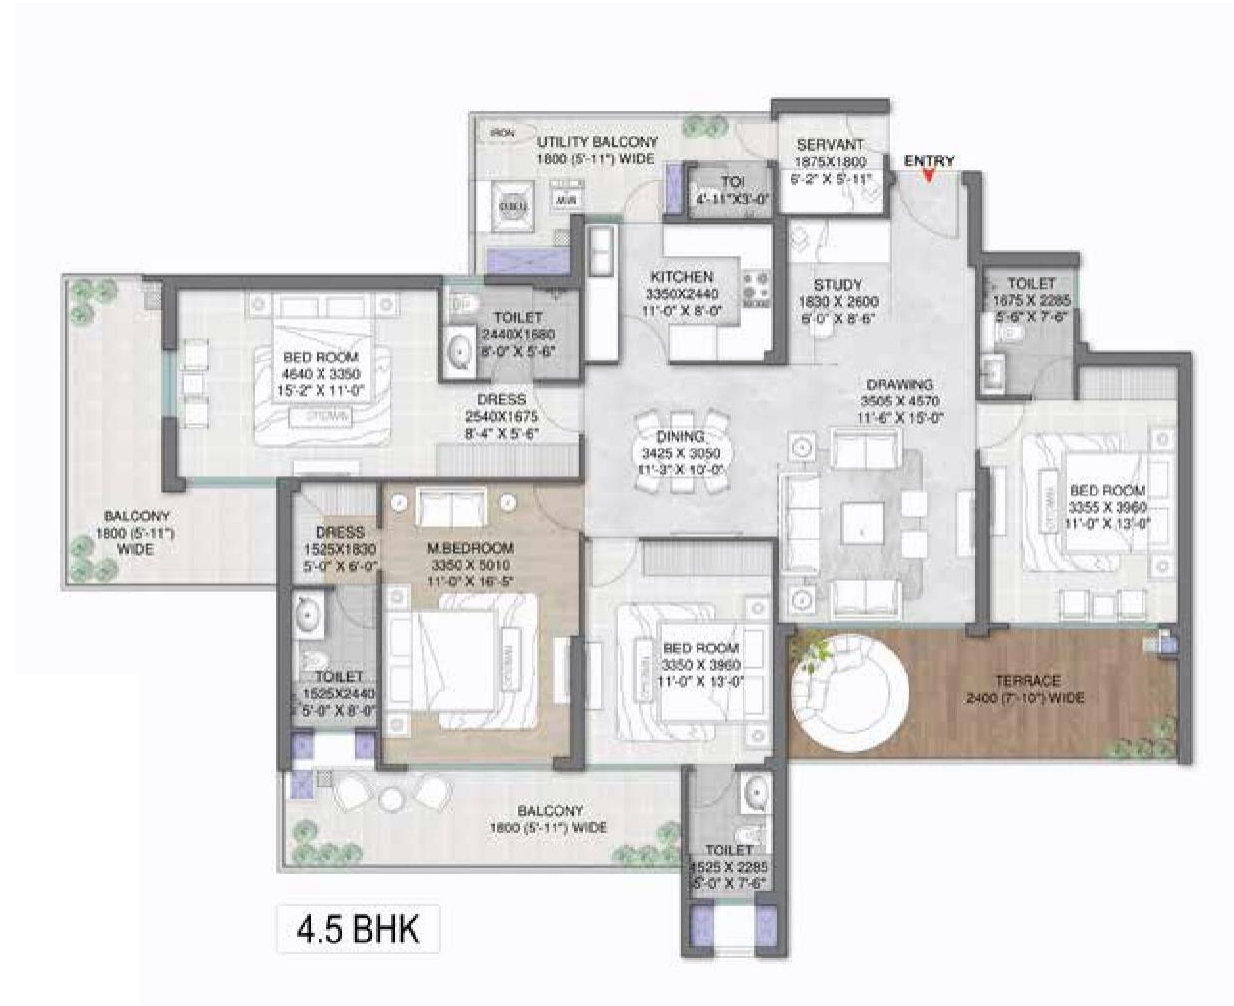 IRON
UTILITY BALCONY
1800 (5'-11") WIDE
SERVANT
1875X1800
6'-2" X 5'-11"
ENTRY
TOI
4'-11"X3'-0"
M/W
KITCHEN
3350X2440
11'-0" X 8'-0"
STUDY
1830 X 2600
6'-0" X 8'-6"
TOILET
1675 X 2285
5'-6" X 7'-6"
TOILET
2440X1680
8'-0" X 5'-6"
BED ROOM
4640 X 3350
15'-2" X 11'-0"
DRESS
2540X1675
8'-4" X 5'-6"
DRAWING
3505 X 4570
11'-6" X 15'-0"
DINING
3425 X 3050
11'-3" X 10'-0"
BED ROOM
3355 X 3960
11'-0" X 13'-0"
BALCONY
1800 (5'-11")
WIDE
DRESS
1525X1830
5'-0" X 6'-0"
M.BEDROOM
3350 X 5010
11'-0" X 16'-5"
BED ROOM
3350 X 3960
11'-0" X 13'-0"
TOILET
1525X2440
5'-0" X 8'-0"
TERRACE
2400 (7'-10") WIDE
BALCONY
1800 (5'-11") WIDE
TOILET
1525 X 2285
5'-0" X 7'-6"
4.5 BHK